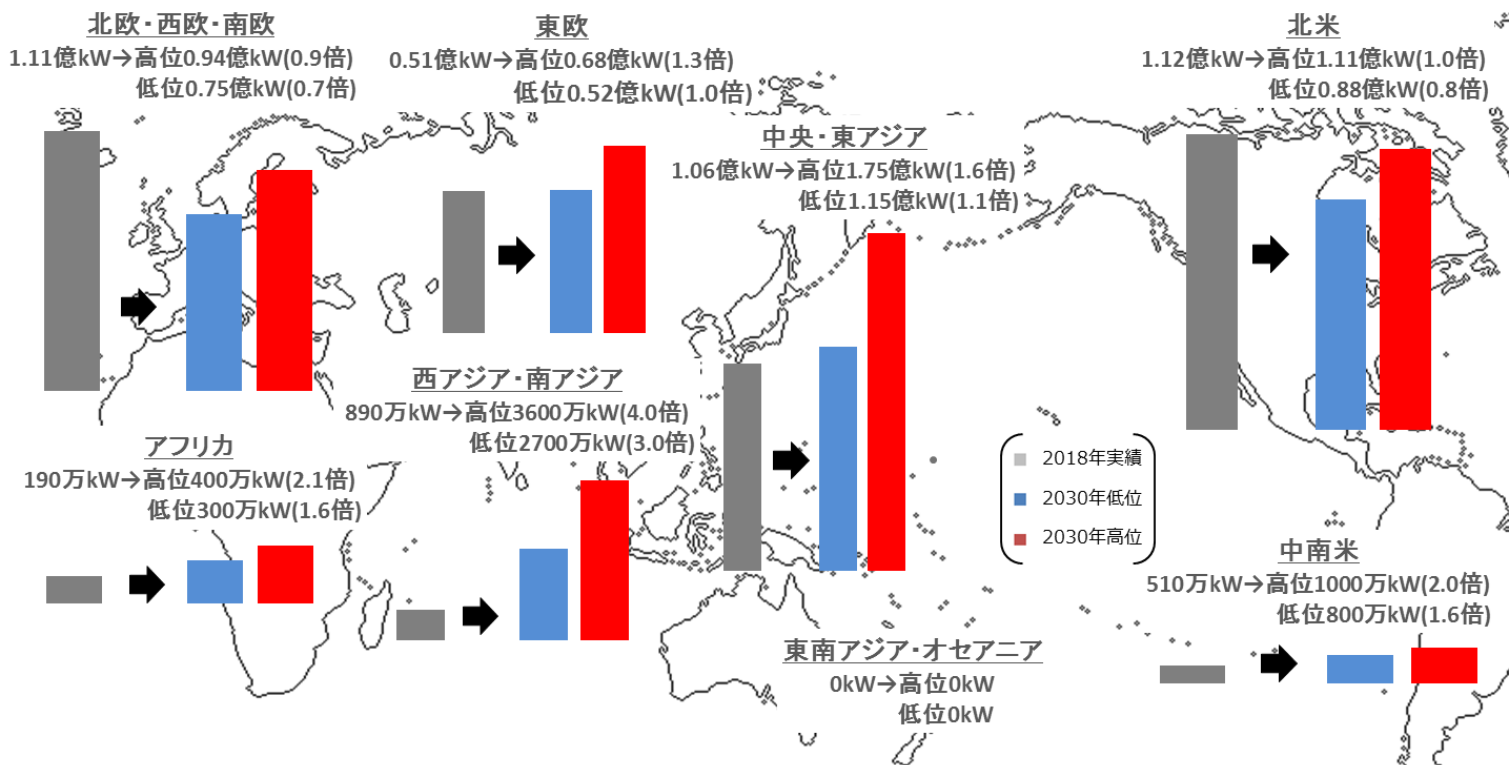 北欧・西欧・南欧
1.11億kW→高位0.94億kW(0.9倍)
低位0.75億kW(0.7倍)
東欧
0.51億kW→高位0.68億kW(1.3倍)
低位0.52億kW(1.0倍)
北米
1.12億kW→高位1.11億kW(1.0倍)
低位0.88億kW(0.8倍)
中央・東アジア
1.06億kW→高位1.75億kW(1.6倍)
低位1.15億kW(1.1倍)
西アジア・南アジア
890万kW→高位3600万kW(4.0倍)
低位2700万kW(3.0倍)
アフリカ
190万kW→高位400万kW(2.1倍)
低位300万kW(1.6倍)
2018年実績
2030年低位
2030年高位
中南米
510万kW→高位1000万kW(2.0倍)
低位800万kW(1.6倍)
東南アジア・オセアニア
0kW→高位0kW
低位0kW